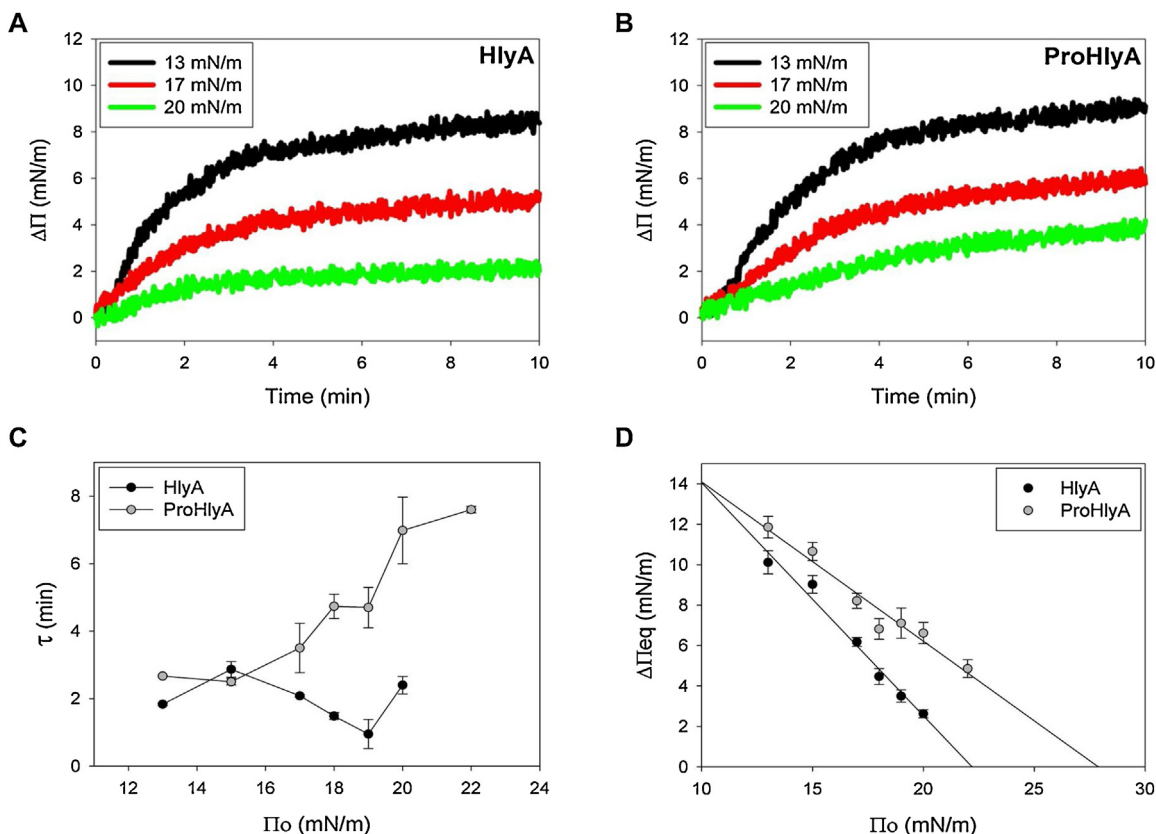 A
HlyA
13 mN/m
17 mN/m
20 mN/m
12
10
8
6
4
2
0
ΔΠ (mN/m)
0 2 4 6 8 10
Time (min)
B
ProHlyA
13 mN/m
17 mN/m
20 mN/m
12
10
8
6
4
2
0
ΔΠ (mN/m)
0 2 4 6 8 10
Time (min)
C
HlyA
ProHlyA
8
6
4
2
0
τ (min)
12 14 16 18 20 22 24
Πo (mN/m)
D
HlyA
ProHlyA
14
12
10
8
6
4
2
0
ΔΠeq (mN/m)
10 15 20 25 30
Πo (mN/m)